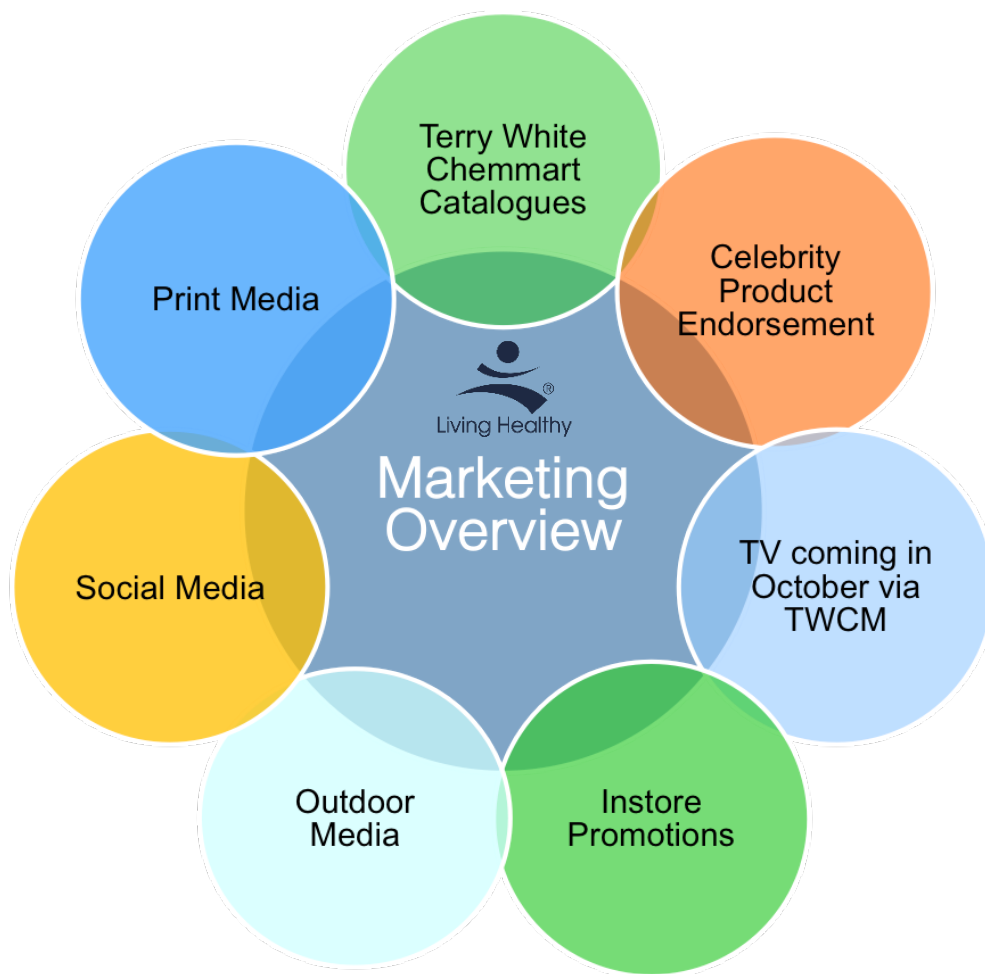 Terry White
Chemmart
Catalogues
Celebrity
Product
Endorsement
Print Media
®
Living Healthy
Marketing
Overview
TV coming in
October via
TWCM
Social Media
Outdoor
Media
Instore
Promotions